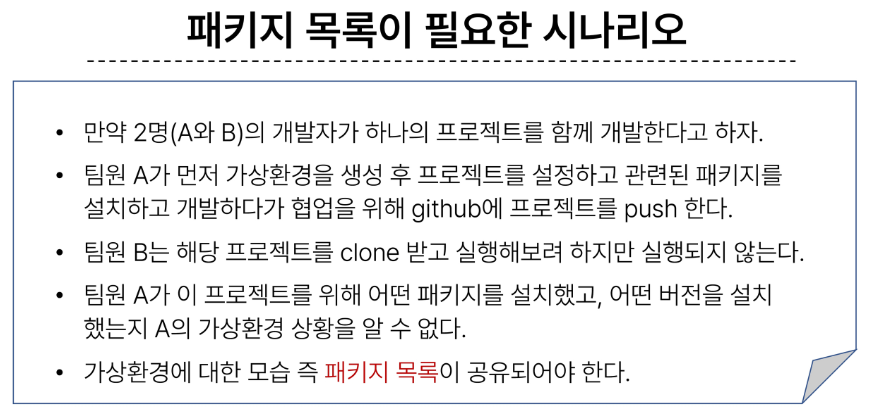 패키지 목록이 필요한 시나리오
• 만약 2명(A와 B)의 개발자가 하나의 프로젝트를 함께 개발한다고 하자.
• 팀원 A가 먼저 가상환경을 생성 후 프로젝트를 설정하고 관련된 패키지를
설치하고 개발하다가 협업을 위해 github에 프로젝트를 push 한다.
• 팀원 B는 해당 프로젝트를 clone 받고 실행해보려 하지만 실행되지 않는다.
• 팀원 A가 이 프로젝트를 위해 어떤 패키지를 설치했고, 어떤 버전을 설치
했는지 A의 가상환경 상황을 알 수 없다.
• 가상환경에 대한 모습 즉 패키지 목록이 공유되어야 한다.